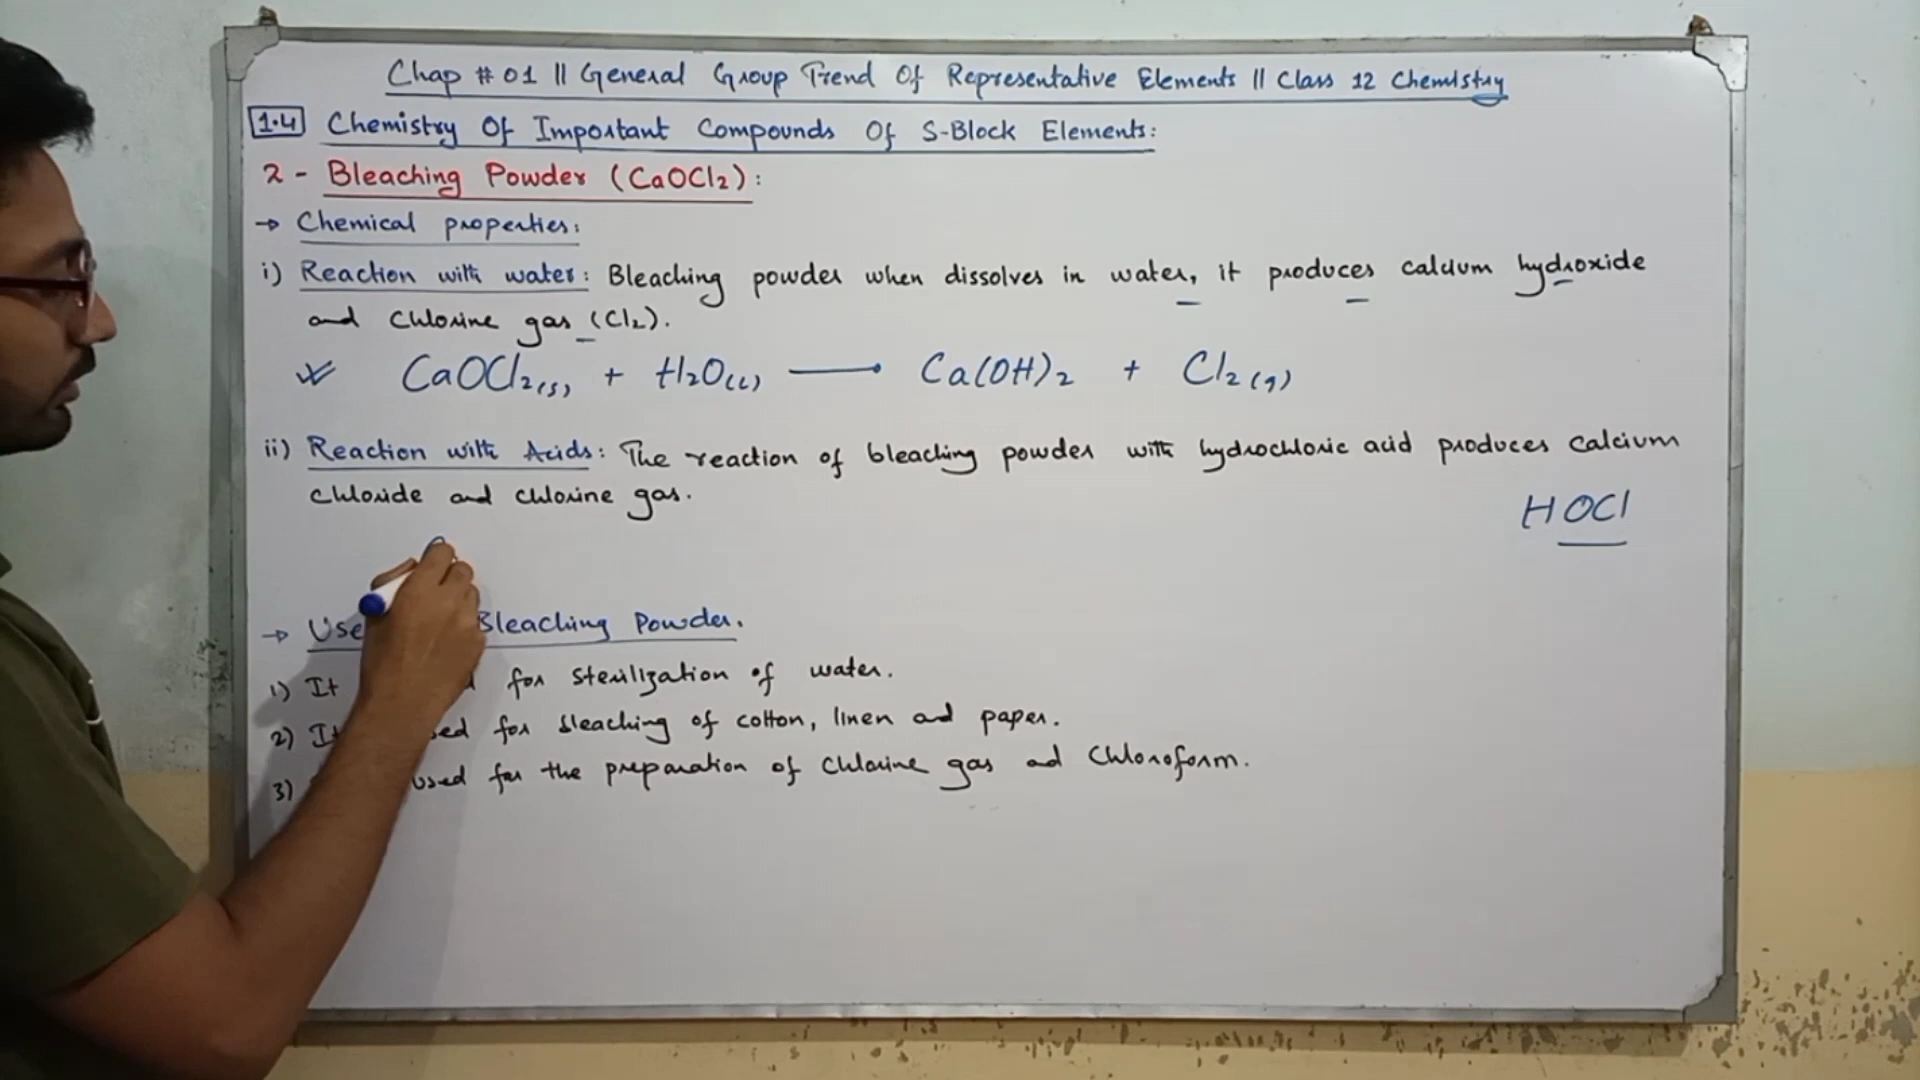 Chap # 01 || General Group Trend Of Representative Elements || Class 12 Chemistry
1.4 Chemistry Of Important Compounds Of S-Block Elements:
2 - Bleaching Powder (CaOCl2):
→ Chemical properties:
i) Reaction with water: Bleaching powder when dissolves in water, it produces calcium hydroxide
and Chlorine gas (Cl2).
CaOCl2(s) + H2O(l) ⟶ Ca(OH)2 + Cl2(g)
ii) Reaction with Acids: The reaction of bleaching powder with hydrochloric acid produces Calcium
Chloride and chlorine gas.
HOCl
→ Use Bleaching Powder.
1) It for sterilization of water.
2) It for bleaching of cotton, linen and paper.
3) used for the preparation of Chlorine gas and Chloroform.